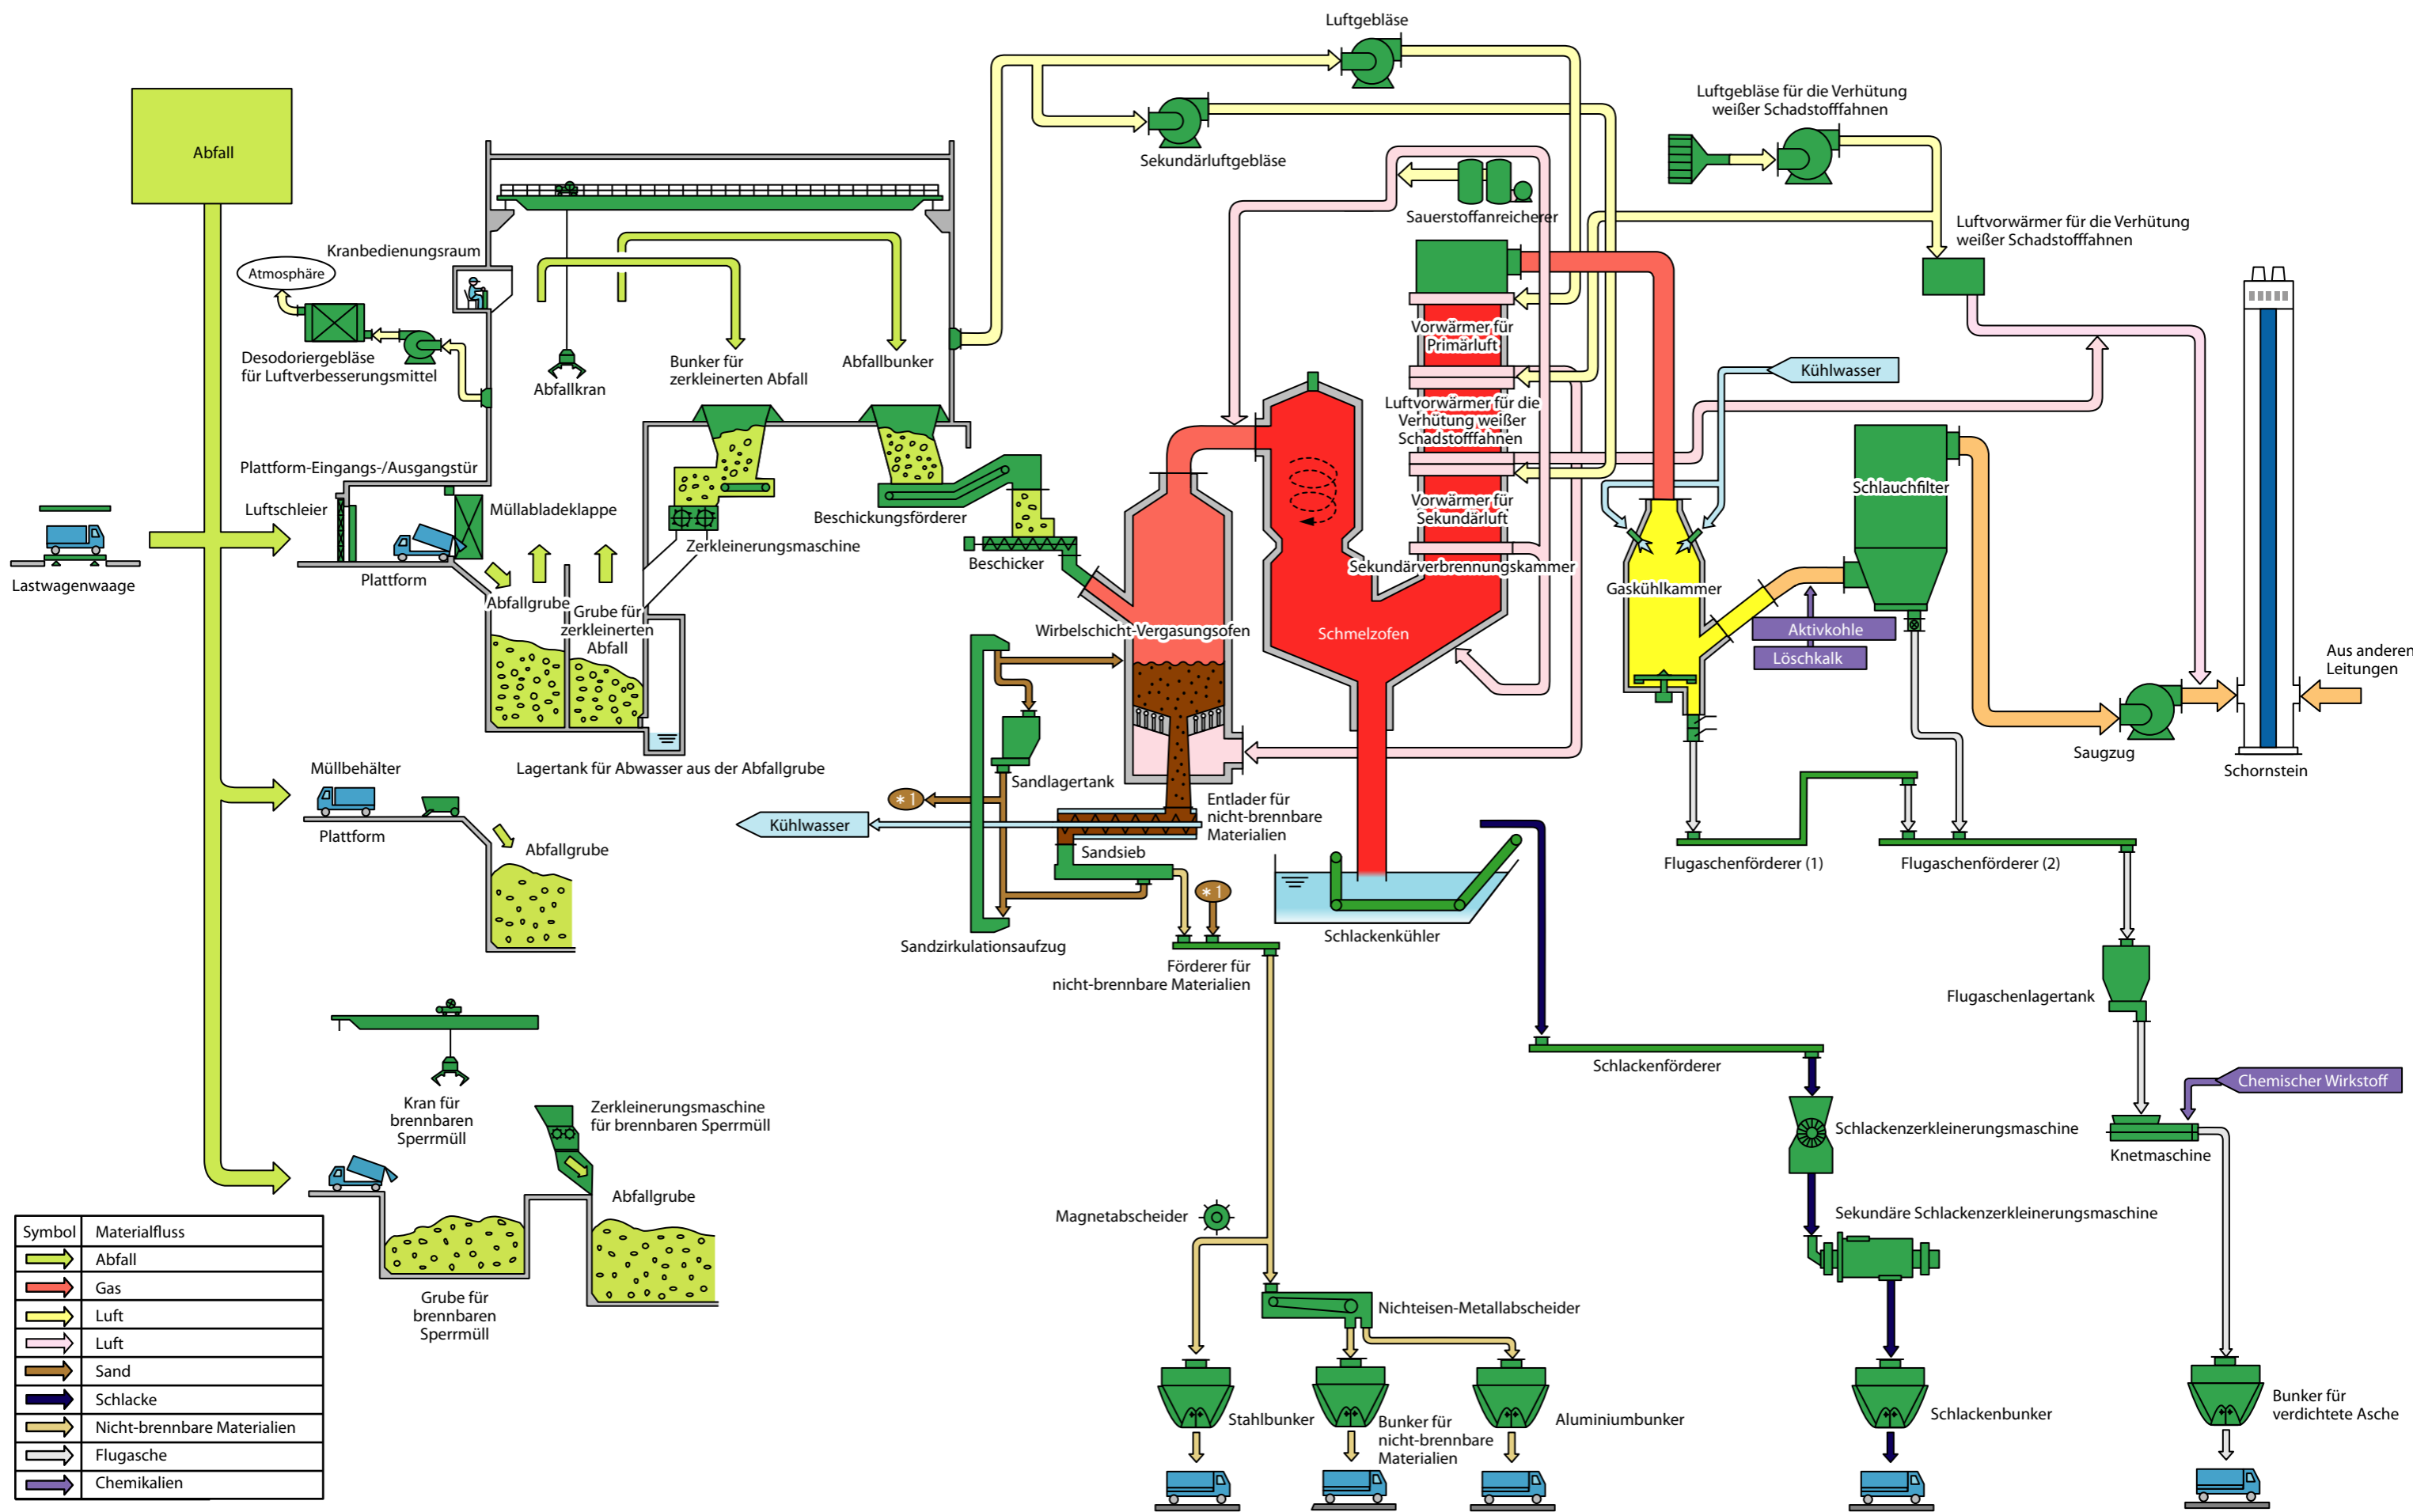 Luftgebläse
Luftgebläse für die Verhütung
weißer Schadstofffahnen
Abfall
Sekundärluftgebläse
Sauerstoffanreicherer
Luftvorwärmer für die Verhütung
weißer Schadstofffahnen
Kranbedienungsraum
Atmosphäre
Desodoriergebläse
für Luftverbesserungsmittel
Abfallkran
Bunker für
zerkleinerten Abfall
Abfallbunker
Vorwärmer für
Primärluft
Kühlwasser
Luftvorwärmer für die
Verhütung weißer
Schadstofffahnen
Plattform-Eingangs-/Ausgangstür
Luftschleier
Müllabladeklappe
Beschickungsförderer
Vorwärmer für
Sekundärluft
Schlauchfilter
Zerkleinerungsmaschine
Lastwagenwaage
Plattform
Beschicker
Sekundärverbrennungskammer
Gaskühlkammer
Abfallgrube
Grube für
zerkleinerten
Abfall
Wirbelschicht-Vergasungsofen
Schmelzofen
Aktivkohle
Löschkalk
Aus anderen
Leitungen
Saugzug
Schornstein
Lagertank für Abwasser aus der Abfallgrube
Sandlagertank
Müllbehälter
Plattform
Abfallgrube
* 1
Kühlwasser
Entlader für
nicht-brennbare
Materialien
Sandsieb
* 1
Flugaschenförderer (1)
Flugaschenförderer (2)
Sandzirkulationsaufzug
Schlackenkühler
Förderer für
nicht-brennbare Materialien
Flugaschenlagertank
Schlackenförderer
Chemischer Wirkstoff
Kran für
brennbaren
Sperrmüll
Zerkleinerungsmaschine
für brennbaren Sperrmüll
Schlackenzerkleinerungsmaschine
Knetmaschine
Abfallgrube
Magnetabscheider
Sekundäre Schlackenzerkleinerungsmaschine
Grube für
brennbaren
Sperrmüll
Nichteisen-Metallabscheider
Stahlbunker
Bunker für
nicht-brennbare
Materialien
Aluminiumbunker
Schlackenbunker
Bunker für
verdichtete Asche
Symbol Materialfluss
Abfall
Gas
Luft
Luft
Sand
Schlacke
Nicht-brennbare Materialien
Flugasche
Chemikalien